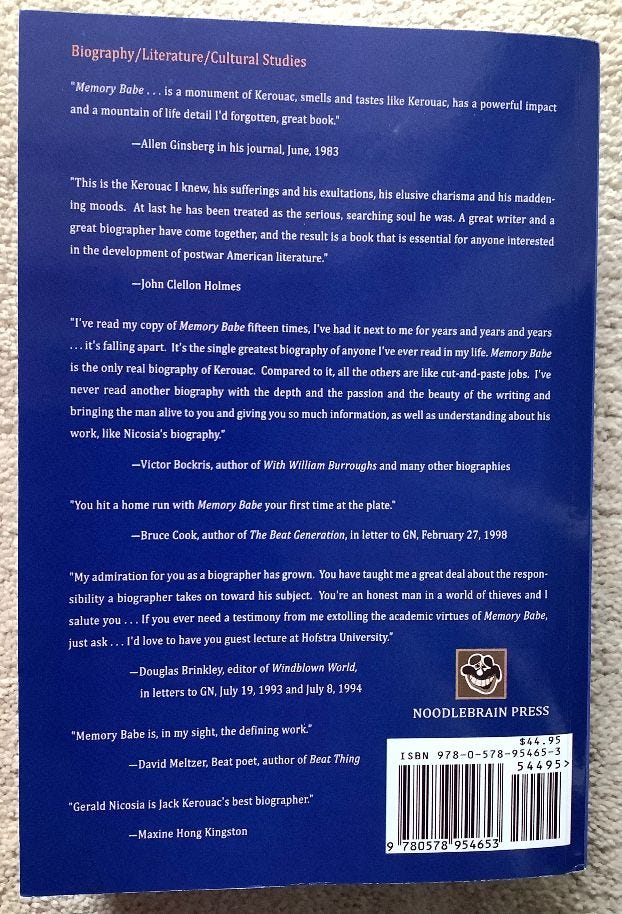 Biography/Literature/Cultural Studies
"Memory Babe . . . is a monument of Kerouac, smells and tastes like Kerouac, has a powerful impact
and a mountain of life detail I'd forgotten, great book."
—Allen Ginsberg in his journal, June, 1983
"This is the Kerouac I knew, his sufferings and his exultations, his elusive charisma and his madden-
ing moods. At last he has been treated as the serious, searching soul he was. A great writer and a
great biographer have come together, and the result is a book that is essential for anyone interested
in the development of postwar American literature."
—John Clellon Holmes
"I've read my copy of Memory Babe fifteen times, I've had it next to me for years and years and years
. . . it's falling apart. It's the single greatest biography of anyone I've ever read in my life. Memory Babe
is the only real biography of Kerouac. Compared to it, all the others are like cut-and-paste jobs. I've
never read another biography with the depth and the passion and the beauty of the writing and
bringing the man alive to you and giving you so much information, as well as understanding about his
work, like Nicosia's biography."
—Victor Bockris, author of With William Burroughs and many other biographies
"You hit a home run with Memory Babe your first time at the plate."
—Bruce Cook, author of The Beat Generation, in letter to GN, February 27, 1998
"My admiration for you as a biographer has grown. You have taught me a great deal about the respon-
sibility a biographer takes on toward his subject. You're an honest man in a world of thieves and I
salute you . . . If you ever need a testimony from me extolling the academic virtues of Memory Babe,
just ask . . . I'd love to have you guest lecture at Hofstra University."
—Douglas Brinkley, editor of Windblown World,
in letters to GN, July 19, 1993 and July 8, 1994
"Memory Babe is, in my sight, the defining work."
—David Meltzer, Beat poet, author of Beat Thing
"Gerald Nicosia is Jack Kerouac's best biographer."
—Maxine Hong Kingston
NOODLEBRAIN PRESS
$44.95
ISBN 978-0-578-95465-3
54495>
9 780578 954653